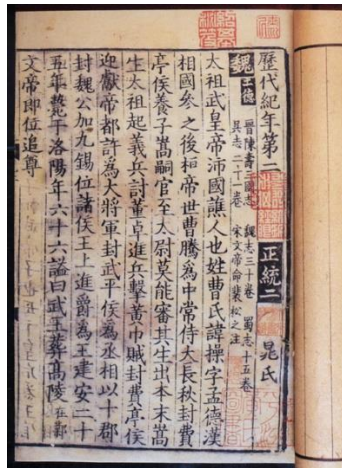 歷代紀年第二 正統二 晁氏
魏土德 晉陳壽三國志 魏志三十卷 蜀志十五卷
吳志二十一卷 宋文帝命裴松之注
太祖武皇帝沛國譙人也姓曹氏諱操字孟德漢
相國參之後桓帝世曹騰為中常侍大長秋封費
亭侯養子嵩嗣官至太尉莫能審其生出本末嵩
生太祖起義兵討董卓進兵擊黃巾賊封費亭侯
迎獻帝都許為大將軍封武平侯為丞相以十郡
封魏公加九錫位諸侯王上進爵為王建安二十
五年薨于洛陽年六十六謚曰武王葬高陵在鄴
文帝即位追尊